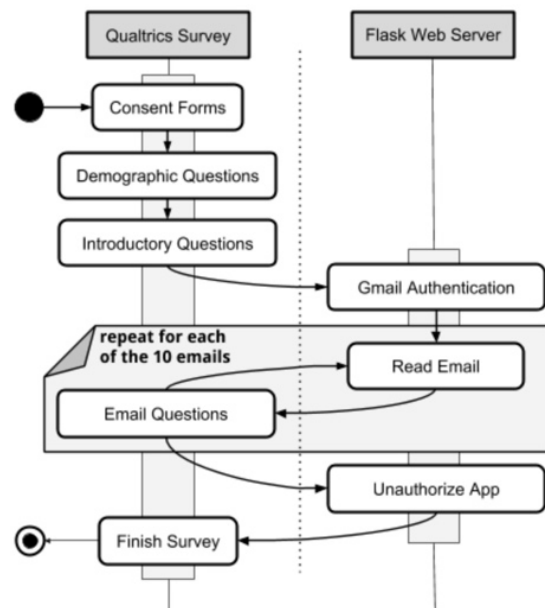 Qualtrics Survey
Flask Web Server
Consent Forms
Demographic Questions
Introductory Questions
Gmail Authentication
repeat for each
of the 10 emails
Read Email
Email Questions
Unauthorize App
Finish Survey